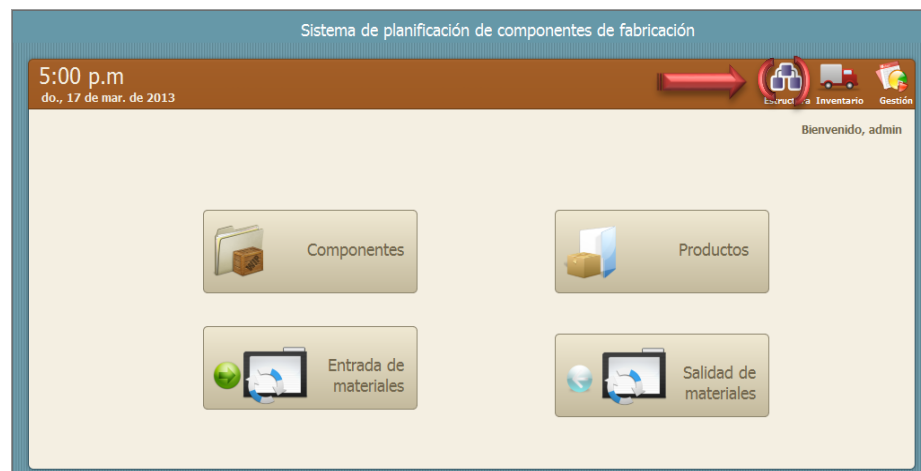 Sistema de planificación de componentes de fabricación
5:00 p.m
do., 17 de mar. de 2013
Estructura Inventario Gestión
Bienvenido, admin
Componentes
Productos
Entrada de
materiales
Salidad de
materiales